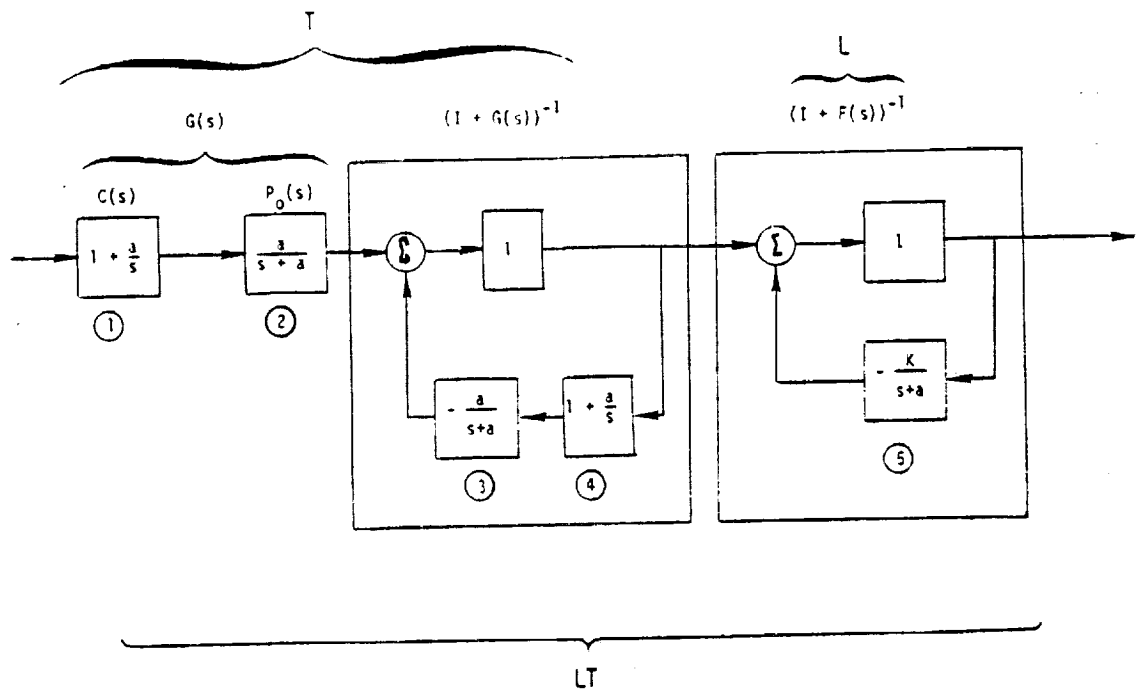 T
L
G(s)
(I + G(s))⁻¹
(I + F(s))⁻¹
C(s)
P₀(s)
1 + a/s
a/(s + a)
Σ
1
Σ
1
1
2
- a/(s+a)
1 + a/s
- K/(s+a)
3
4
5
LT